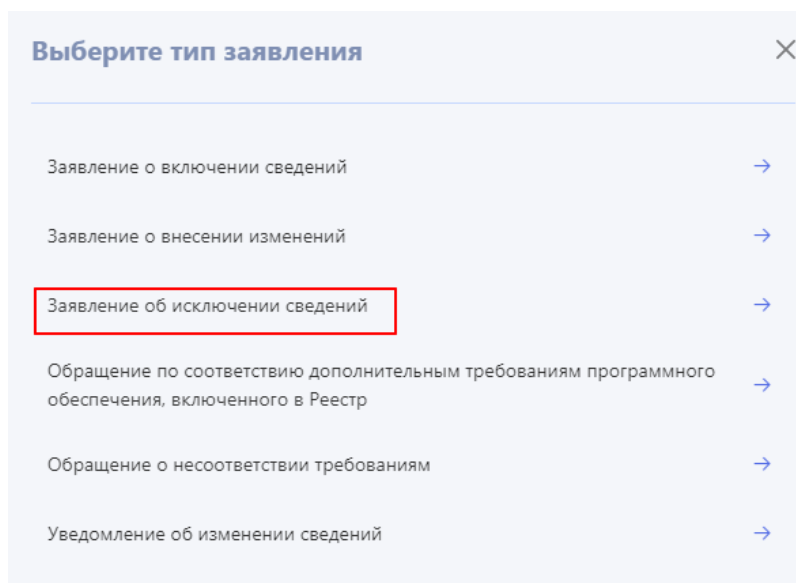 Выберите тип заявления
Заявление о включении сведений
Заявление о внесении изменений
Заявление об исключении сведений
Обращение по соответствию дополнительным требованиям программного
обеспечения, включенного в Реестр
Обращение о несоответствии требованиям
Уведомление об изменении сведений